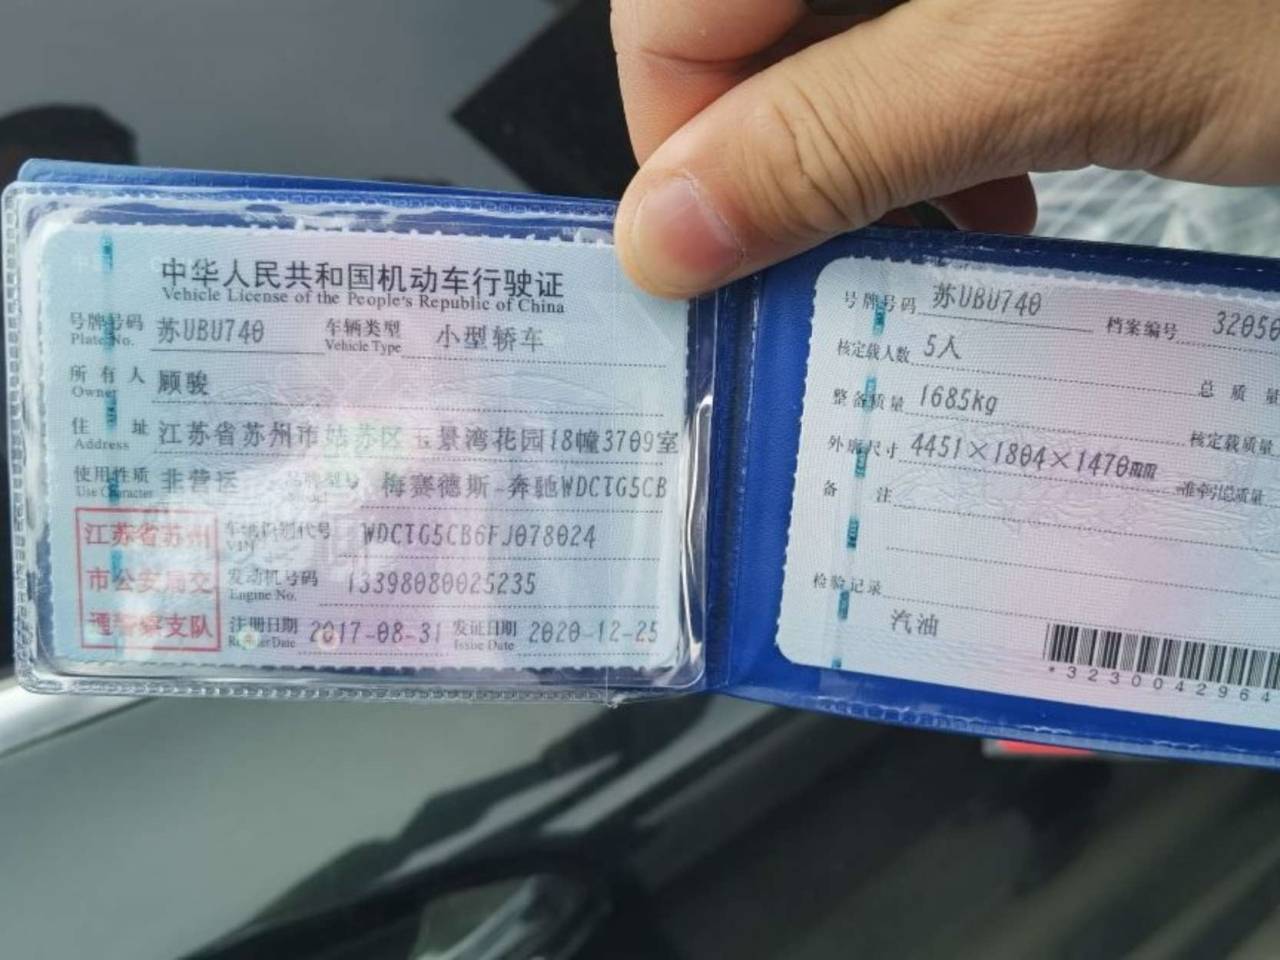 中华人民共和国机动车行驶证
Vehicle License of the People's Republic of China
号牌号码 苏UBU740 车辆类型 小型轿车
Plate No. Vehicle Type
所有人 顾骏
Owner
住址 江苏省苏州市姑苏区玉景湾花园18幢3709室
Address
使用性质 非营运 品牌型号 梅赛德斯-奔驰WDCTG5CB
Use Character Model
江苏省苏州
市公安局交
通警察支队
车辆识别代号 WDCTG5CB6FJ078024
VIN
发动机号码 13398080025235
Engine No.
注册日期 2017-08-31 发证日期 2020-12-25
Register Date Issue Date
号牌号码 苏UBU740 档案编号 32050
核定载人数 5人 总质量
整备质量 1685kg 核定载质量
外廓尺寸 4451×1804×1470mm 准牵引总质量
备注
检验记录
汽油
*3230042964